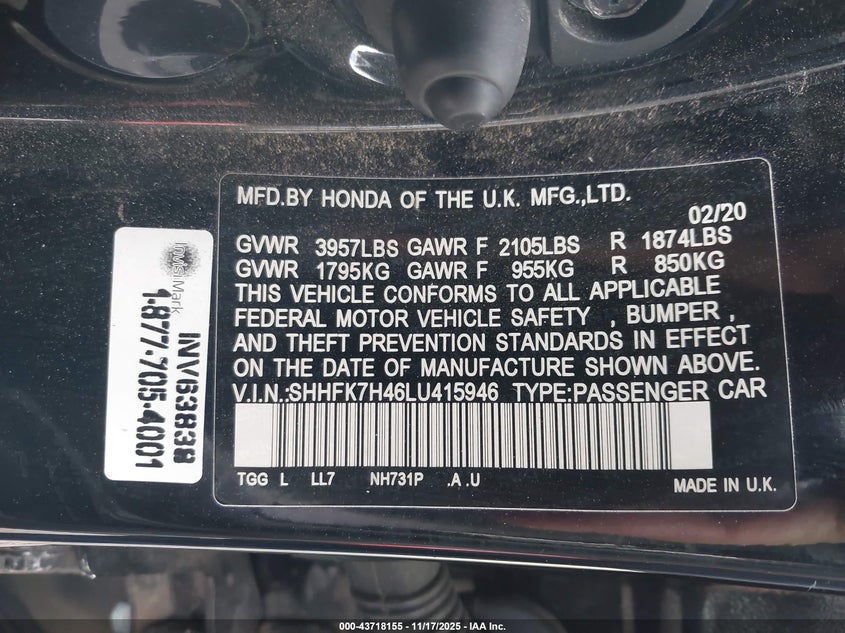 MFD.BY HONDA OF THE U.K. MFG.,LTD.
02/20
GVWR 3957LBS GAWR F 2105LBS R 1874LBS
GVWR 1795KG GAWR F 955KG R 850KG
THIS VEHICLE CONFORMS TO ALL APPLICABLE
FEDERAL MOTOR VEHICLE SAFETY , BUMPER ,
AND THEFT PREVENTION STANDARDS IN EFFECT
ON THE DATE OF MANUFACTURE SHOWN ABOVE.
V.I.N.:SHHFK7H46LU415946 TYPE:PASSENGER CAR
TGG L LL7 NH731P .A .U MADE IN U.K.
INV63838
InvisiMark
1-877-705-4001
000-43718155 - 11/17/2025 - IAA Inc.